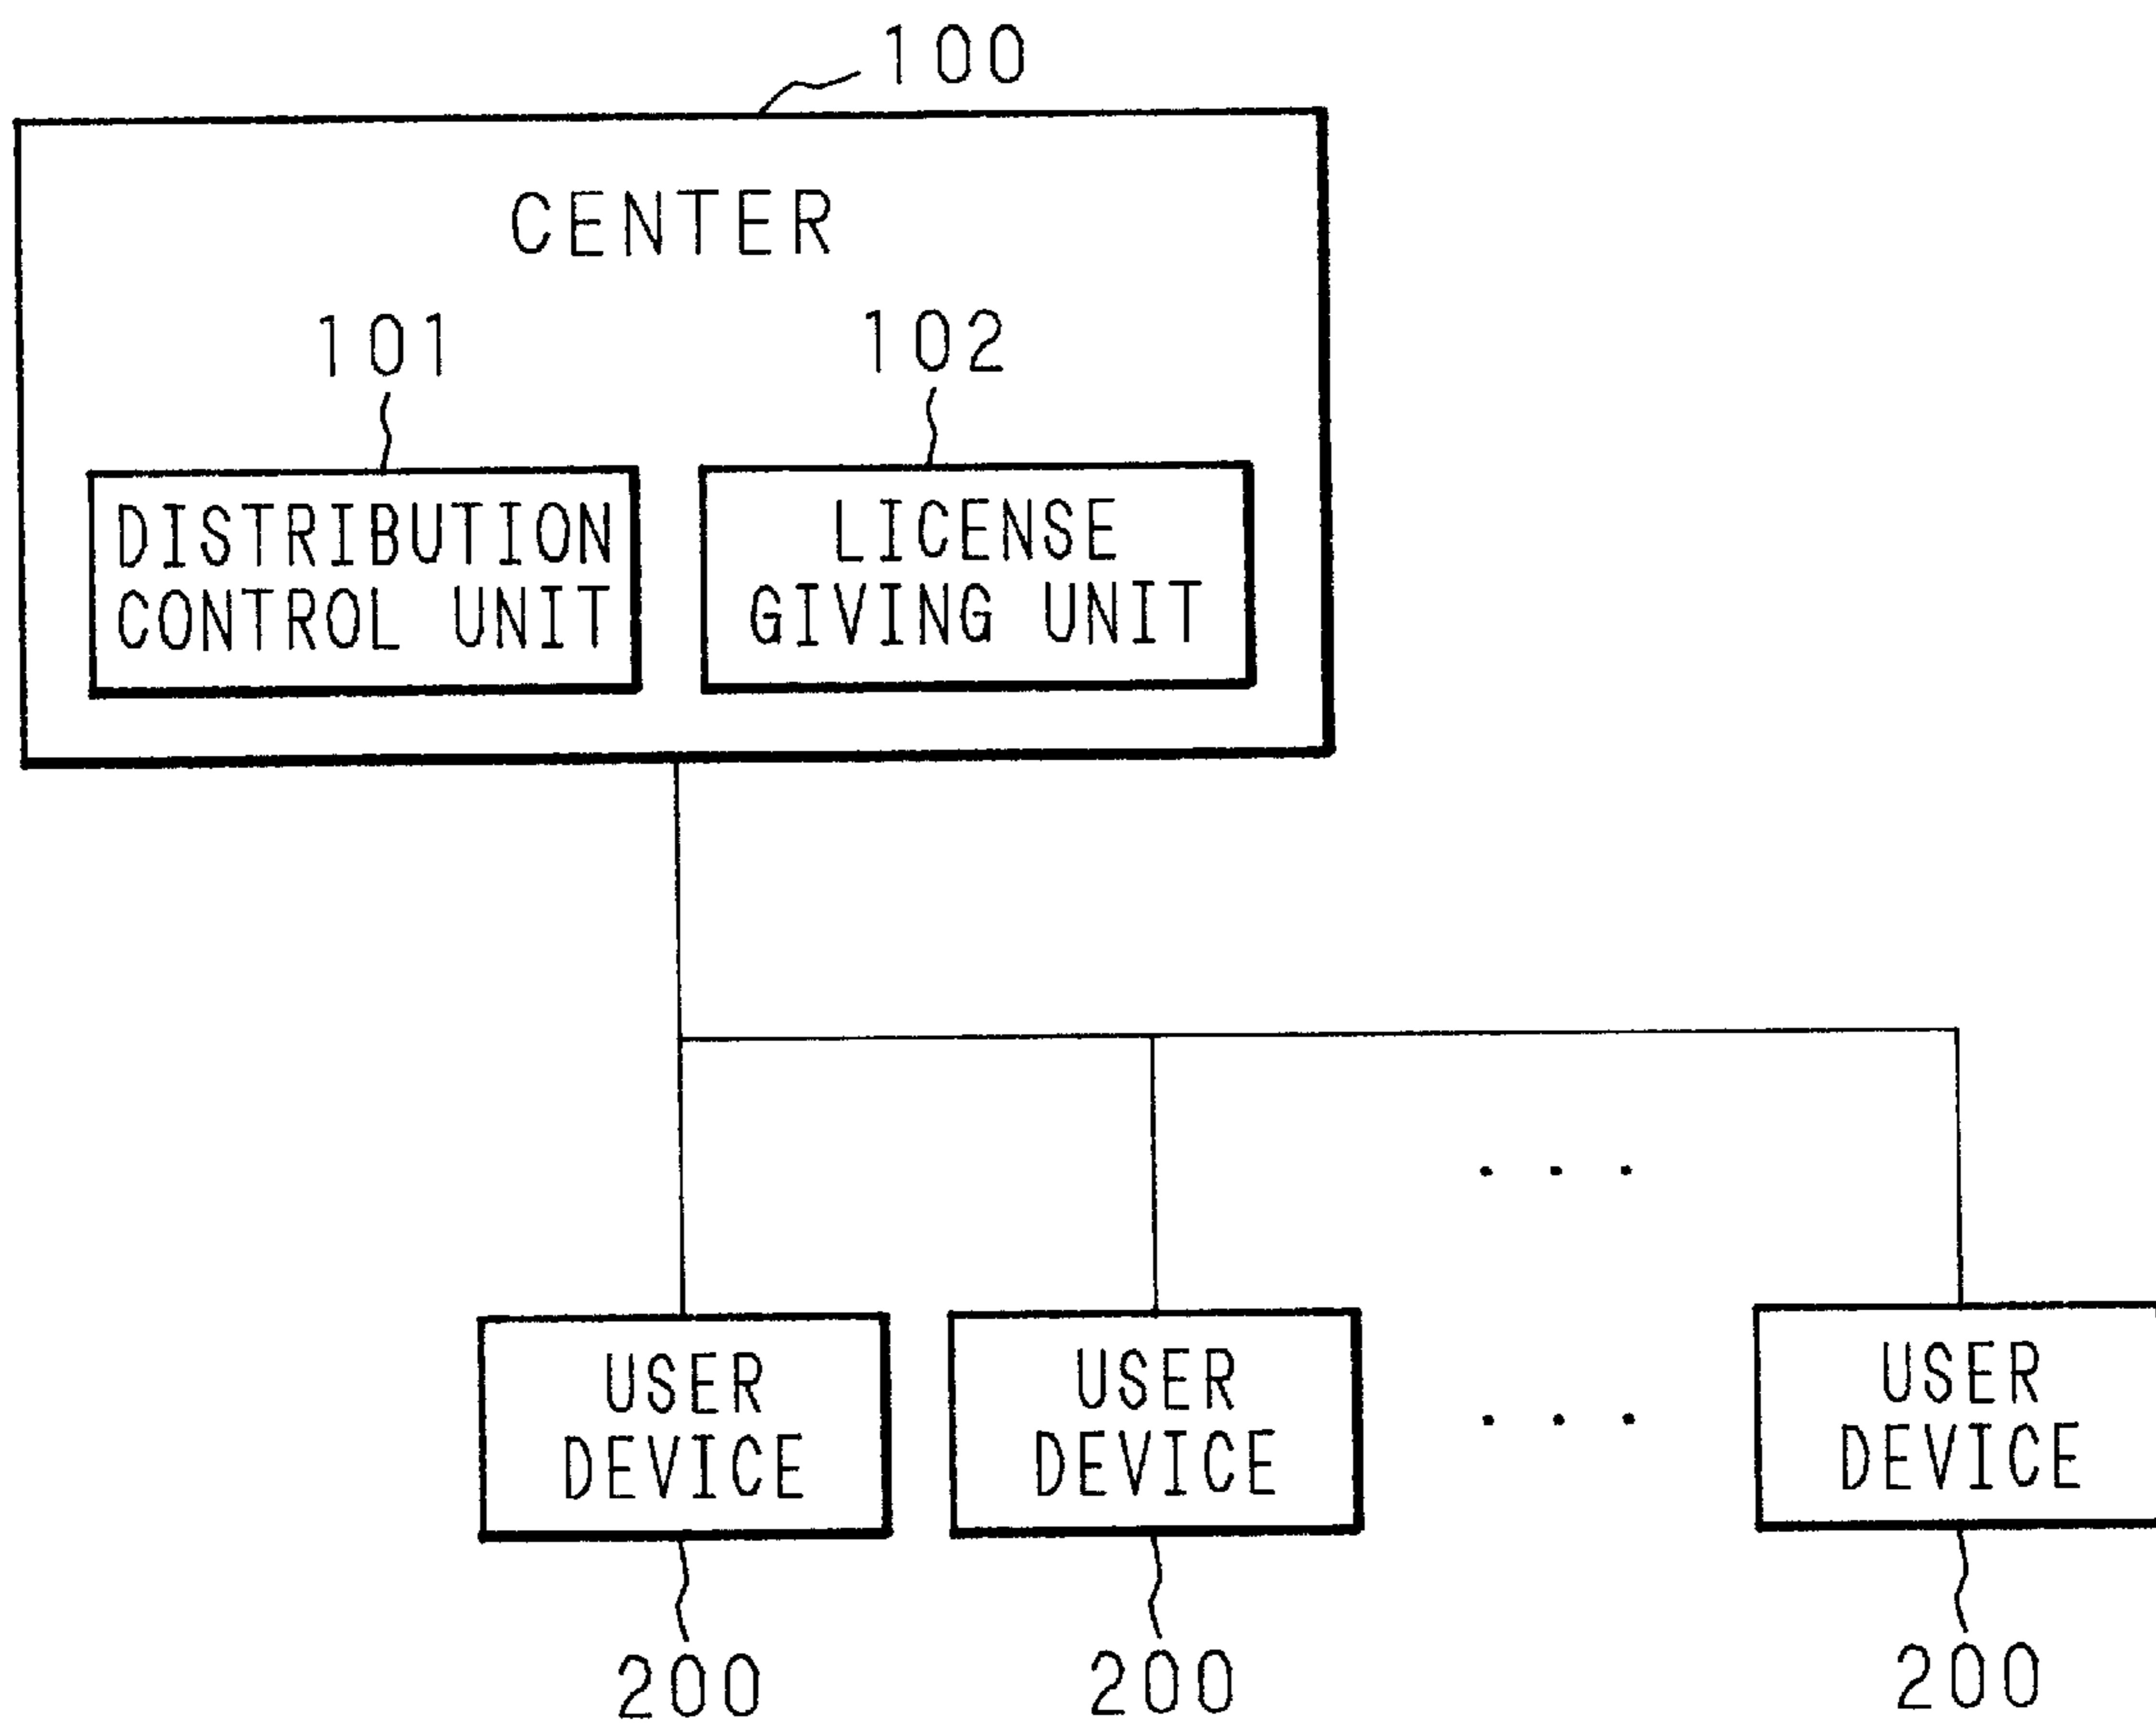 100
CENTER
101 102
DISTRIBUTION
CONTROL UNIT
LICENSE
GIVING UNIT
. . .
USER
DEVICE
USER
DEVICE
. . .
USER
DEVICE
200 200 200